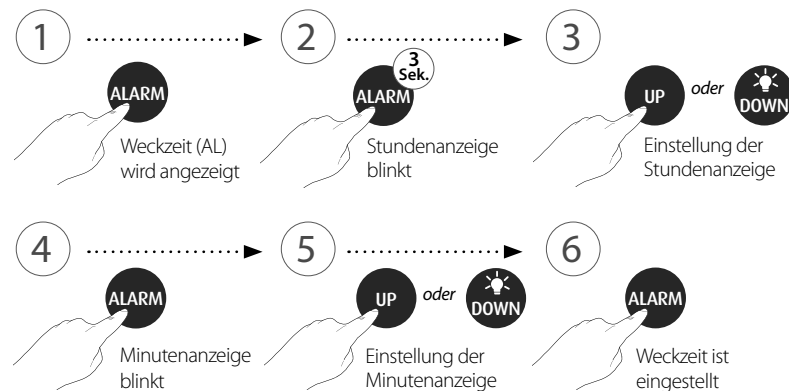 1
ALARM
Weckzeit (AL)
wird angezeigt
2
3
Sek.
ALARM
Stundenanzeige
blinkt
3
UP oder DOWN
Einstellung der
Stundenanzeige
4
ALARM
Minutenanzeige
blinkt
5
UP oder DOWN
Einstellung der
Minutenanzeige
6
ALARM
Weckzeit ist
eingestellt